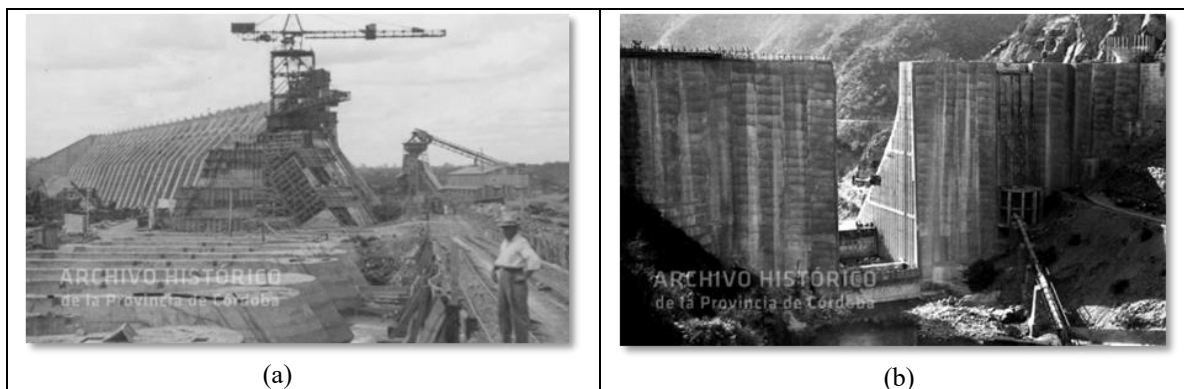 ARCHIVO HISTÓRICO
de la Provincia de Córdoba
(a)
ARCHIVO HISTÓRICO
de la Provincia de Córdoba
(b)